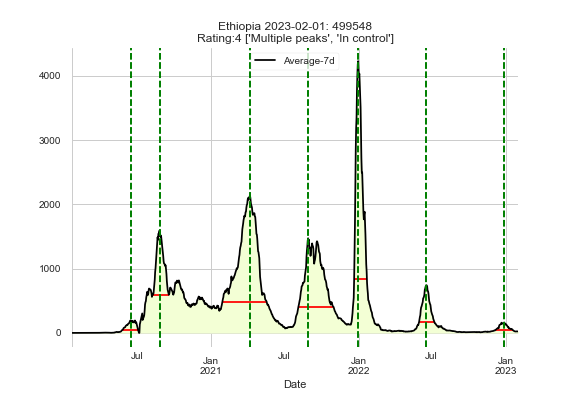 Ethiopia 2023-02-01: 499548
Rating:4 ['Multiple peaks', 'In control']
Average-7d
4000
3000
2000
1000
0
Jul
Jan
2021
Jul
Jan
2022
Jul
Jan
2023
Date